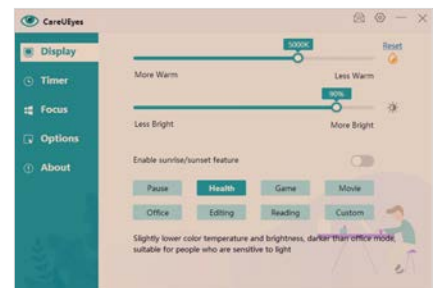 CareUEyes
Display
Timer
Focus
Options
About
5000K
Reset
More Warm
Less Warm
90%
Less Bright
More Bright
Enable sunrise/sunset feature
Pause
Health
Game
Movie
Office
Editing
Reading
Custom
Slightly lower color temperature and brightness, darker than office mode,
suitable for people who are sensitive to light